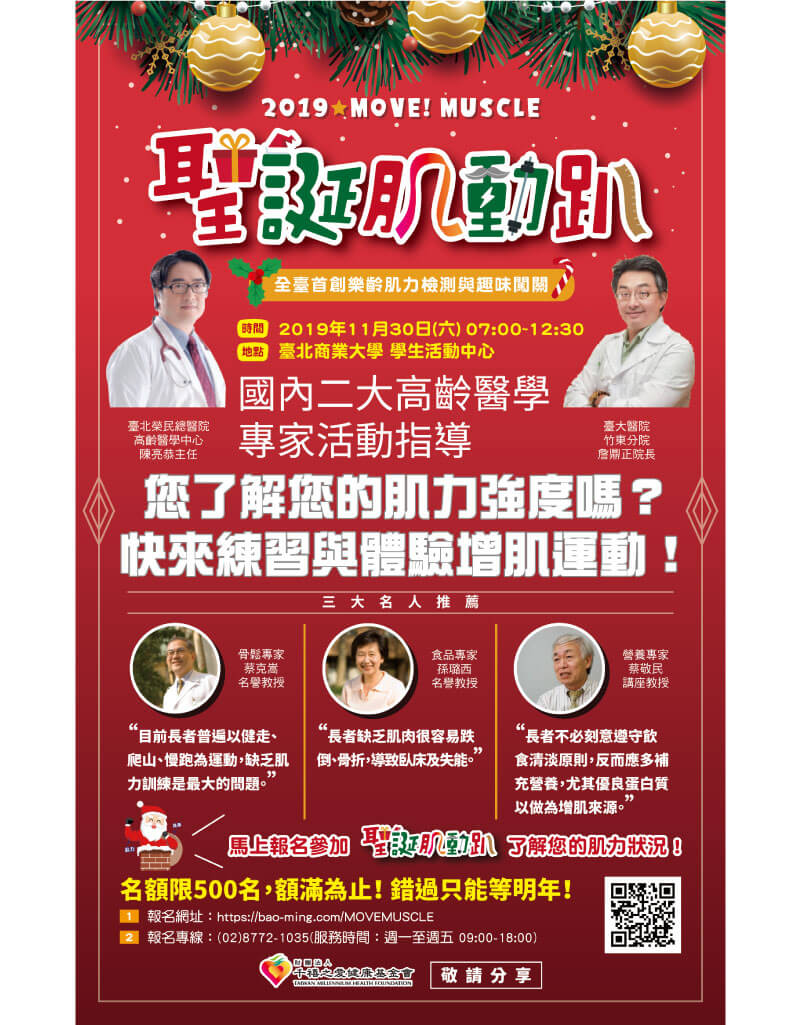 2019★MOVE! MUSCLE
聖誕肌動趴
全臺首創樂齡肌力檢測與趣味闖關
時間 2019年11月30日(六) 07:00-12:30
地點 臺北商業大學 學生活動中心
國內二大高齡醫學
專家活動指導
臺北榮民總醫院
高齡醫學中心
陳亮恭主任
臺大醫院
竹東分院
詹鼎正院長
您了解您的肌力強度嗎？
快來練習與體驗增肌運動！
三大名人推薦
骨鬆專家
蔡克嵩
名譽教授
“目前長者普遍以健走、
爬山、慢跑為運動，缺乏肌
力訓練是最大的問題。”
食品專家
孫璐西
名譽教授
“長者缺乏肌肉很容易跌
倒、骨折，導致臥床及失能。”
營養專家
蔡敬民
講座教授
“長者不必刻意遵守飲
食清淡原則，反而應多補
充營養，尤其優良蛋白質
以做為增肌來源。”
馬上報名參加 聖誕肌動趴 了解您的肌力狀況！
名額限500名，額滿為止！錯過只能等明年！
1 報名網址：https://bao-ming.com/MOVEMUSCLE
2 報名專線：(02)8772-1035(服務時間：週一至週五 09:00-18:00)
財團法人
千禧之愛健康基金會
TAIWAN MILLENNIUM HEALTH FOUNDATION
敬請分享